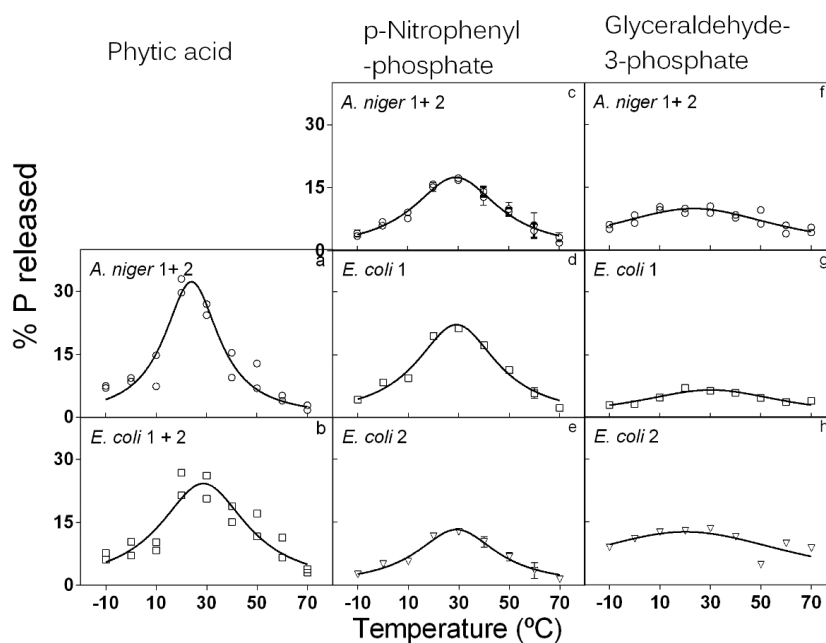 Phytic acid
p-Nitrophenyl
-phosphate
Glyceraldehyde-
3-phosphate
A. niger 1+ 2
c
A. niger 1+ 2
f
30
15
0
% P released
A. niger 1+ 2
a
E. coli 1
d
E. coli 1
g
30
15
0
E. coli 1 + 2
b
E. coli 2
e
E. coli 2
h
30
15
0
-10 10 30 50 70 -10 10 30 50 70 -10 10 30 50 70
Temperature (ºC)